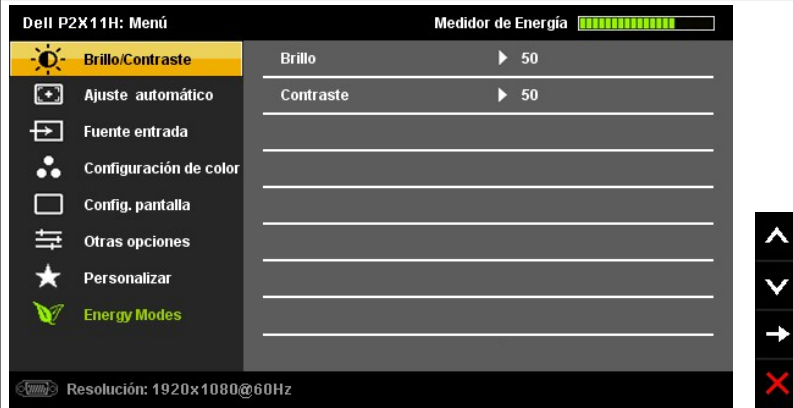 Dell P2X11H: Menú
Medidor de Energía
Brillo/Contraste
Brillo
50
Ajuste automático
Contraste
50
Fuente entrada
Configuración de color
Config. pantalla
Otras opciones
Personalizar
Energy Modes
Resolución: 1920x1080@60Hz